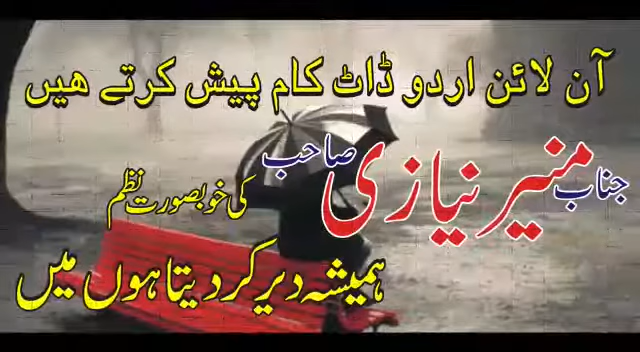 آن لائن اردو ڈاٹ کام پیش کرتے ھیں
جناب منیر نیازی صاحب
کی خوبصورت نظم
ہمیشہ دیر کر دیتا ہوں میں